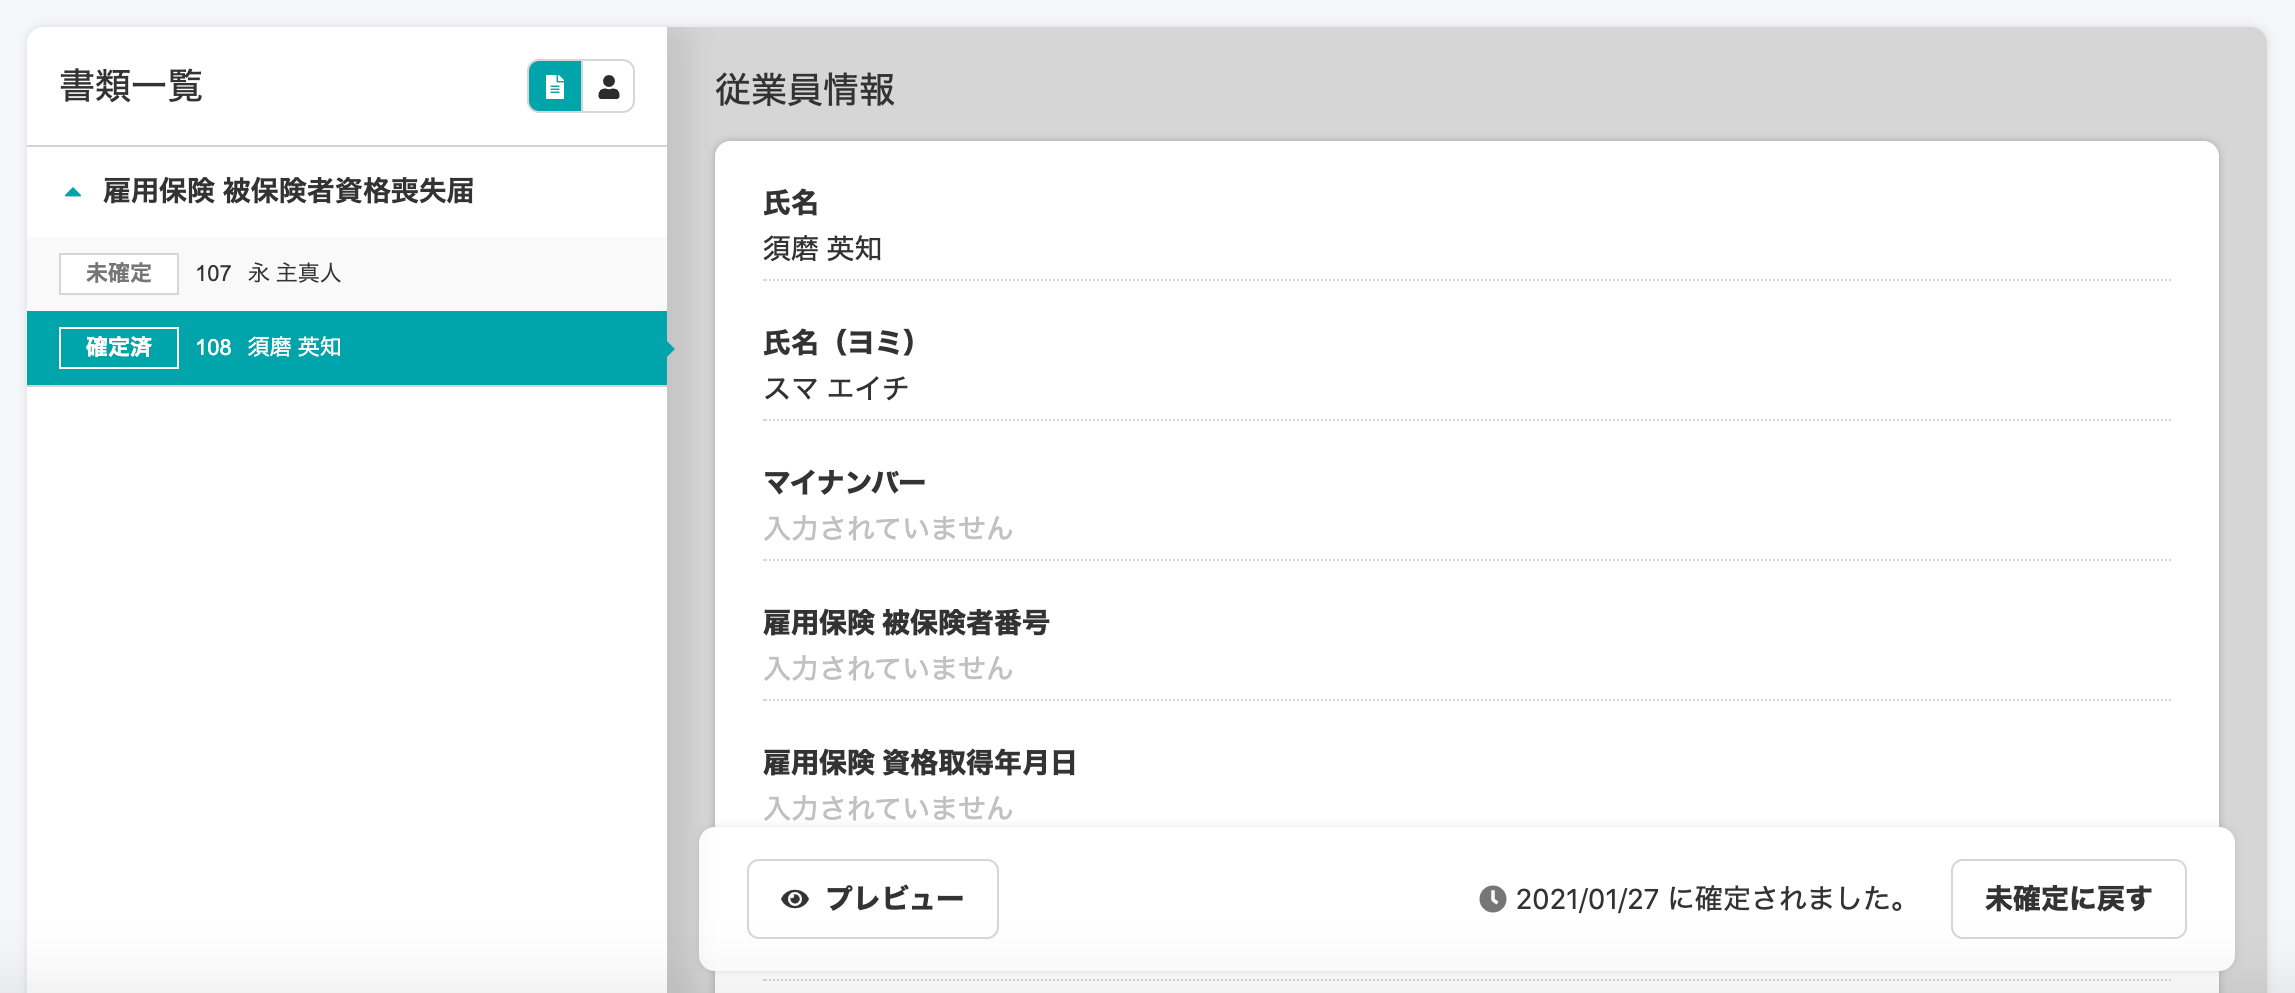 書類一覧
雇用保険 被保険者資格喪失届
未確定 107 永 主真人
確定済 108 須磨 英知
従業員情報
氏名
須磨 英知
氏名（ヨミ）
スマ エイチ
マイナンバー
入力されていません
雇用保険 被保険者番号
入力されていません
雇用保険 資格取得年月日
入力されていません
プレビュー
2021/01/27 に確定されました。
未確定に戻す